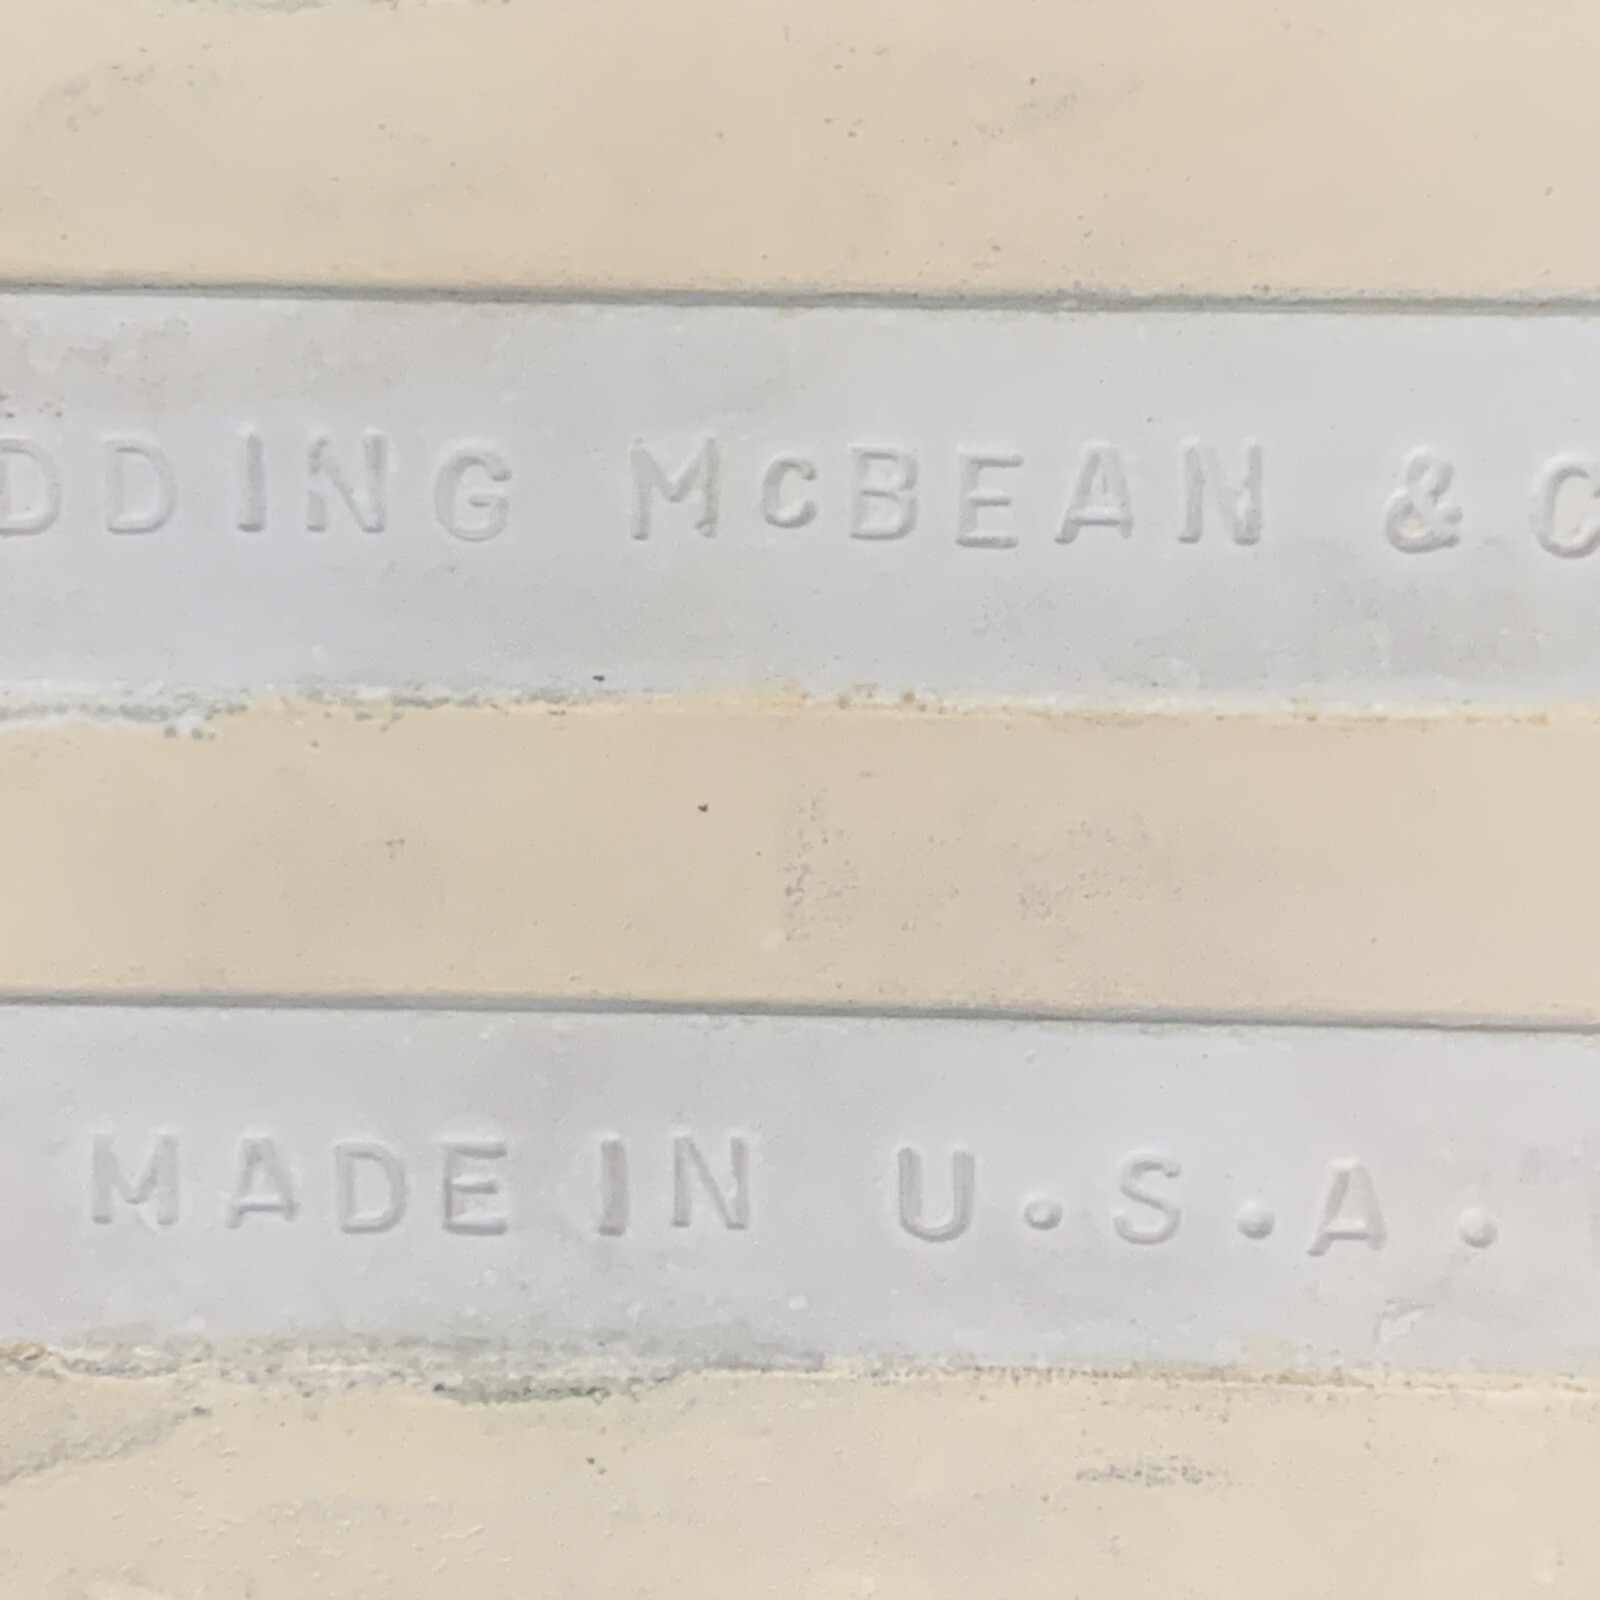 DDING McBEAN & C
MADE IN U.S.A.